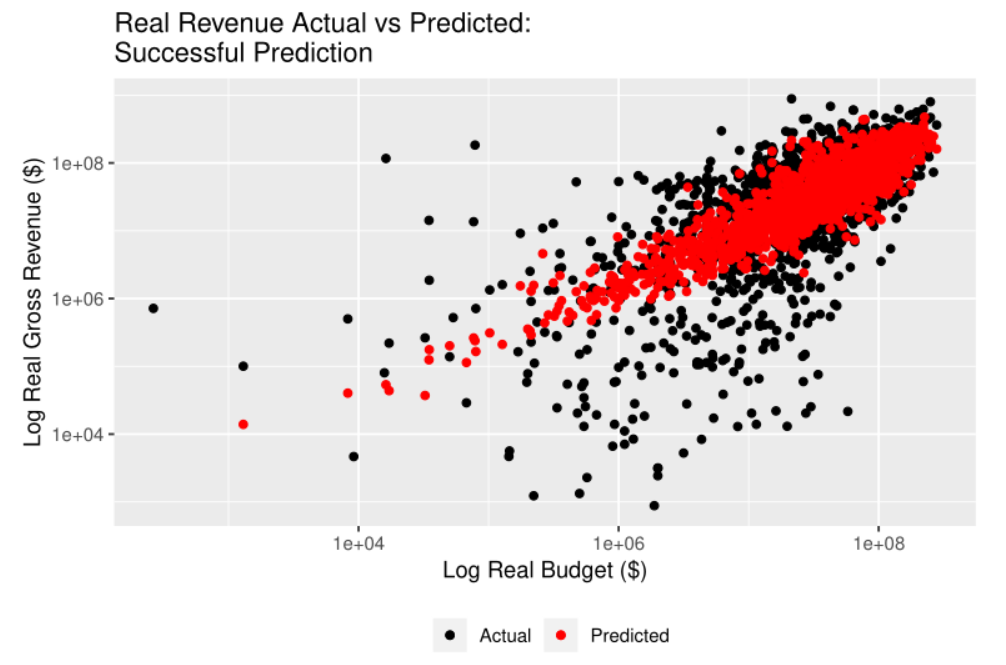 Real Revenue Actual vs Predicted:
Successful Prediction
Log Real Gross Revenue ($)
1e+08
1e+06
1e+04
1e+04 1e+06 1e+08
Log Real Budget ($)
Actual Predicted